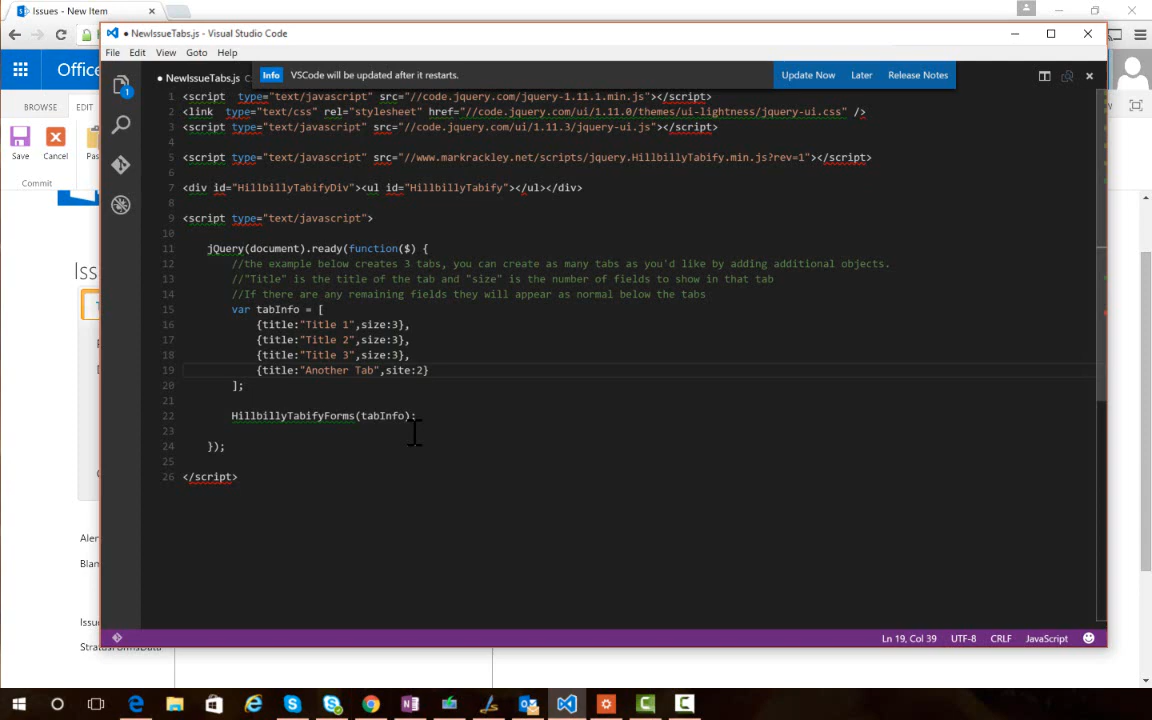 Issues - New Item
NewIssueTabs.js - Visual Studio Code
File Edit View Goto Help
Office
BROWSE EDIT
Save Cancel Pas
Commit
Info VSCode will be updated after it restarts. Update Now Later Release Notes
1
NewIssueTabs.js
1 <script  type="text/javascript" src="//code.jquery.com/jquery-1.11.1.min.js"></script>
2 <link  type="text/css" rel="stylesheet" href="//code.jquery.com/ui/1.11.0/themes/ui-lightness/jquery-ui.css" />
3 <script type="text/javascript" src="//code.jquery.com/ui/1.11.3/jquery-ui.js"></script>
4
5 <script type="text/javascript" src="//www.markrackley.net/scripts/jquery.HillbillyTabify.min.js?rev=1"></script>
6
7 <div id="HillbillyTabifyDiv"><ul id="HillbillyTabify"></ul></div>
8
9 <script type="text/javascript">
10
11 jQuery(document).ready(function($) {
12 //the example below creates 3 tabs, you can create as many tabs as you'd like by adding additional objects.
13 //"Title" is the title of the tab and "size" is the number of fields to show in that tab
14 //If there are any remaining fields they will appear as normal below the tabs
15 var tabInfo = [
16 {title:"Title 1",size:3},
17 {title:"Title 2",size:3},
18 {title:"Title 3",size:3},
19 {title:"Another Tab",site:2}
20 ];
21
22 HillbillyTabifyForms(tabInfo);
23
24 });
25
26 </script>
Iss
Aler
Blan
Issu
StratusFormsData
Ln 19, Col 39 UTF-8 CRLF JavaScript